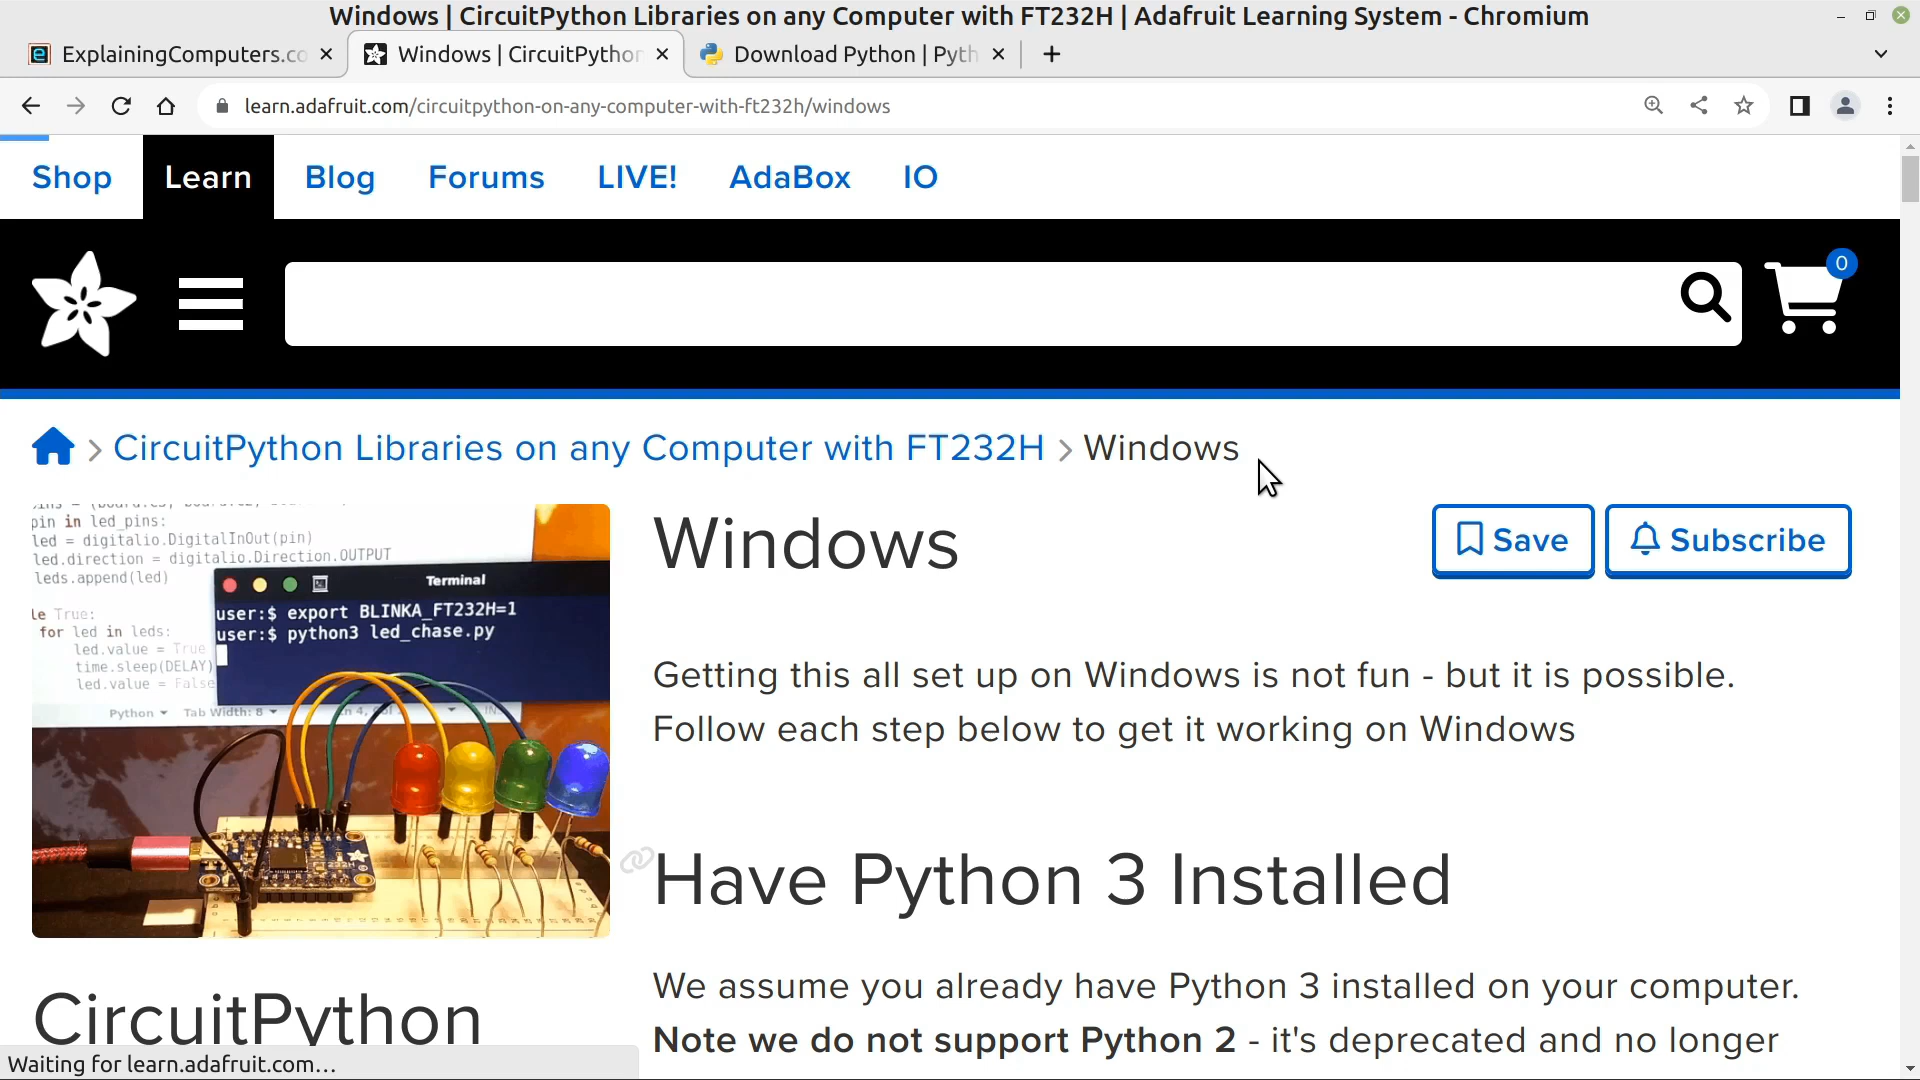 Windows | CircuitPython Libraries on any Computer with FT232H | Adafruit Learning System - Chromium
ExplainingComputers.co
Windows | CircuitPython
Download Python | Pyth
learn.adafruit.com/circuitpython-on-any-computer-with-ft232h/windows
Shop Learn Blog Forums LIVE! AdaBox IO
0
CircuitPython Libraries on any Computer with FT232H > Windows
pin in led_pins:
led = digitalio.DigitalInOut(pin)
led.direction = digitalio.Direction.OUTPUT
leds.append(led)
le True:
for led in leds:
led.value = True
time.sleep(DELAY)
led.value = False
Python Tab Width: 8
Terminal
user:$ export BLINKA_FT232H=1
user:$ python3 led_chase.py
Windows
Save
Subscribe
Getting this all set up on Windows is not fun - but it is possible.
Follow each step below to get it working on Windows
Have Python 3 Installed
We assume you already have Python 3 installed on your computer.
Note we do not support Python 2 - it's deprecated and no longer
CircuitPython
Waiting for learn.adafruit.com...